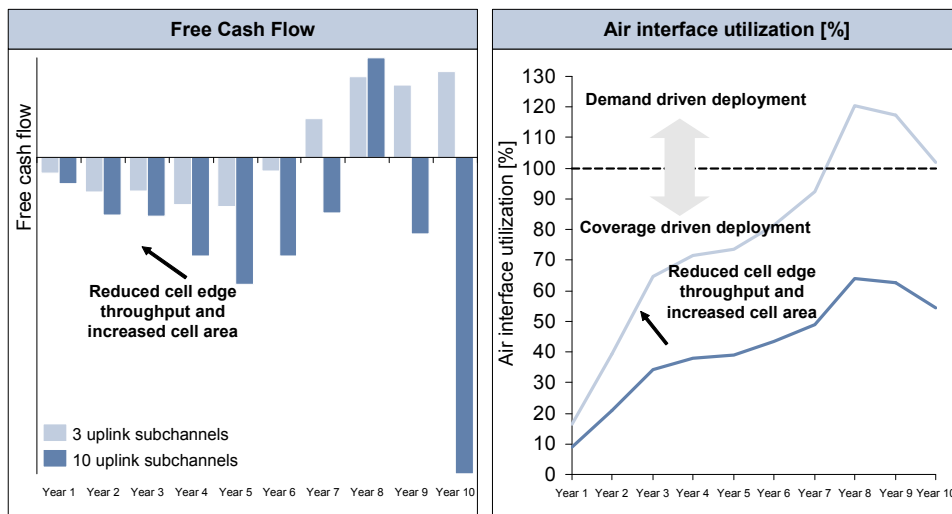 Free Cash Flow
Free cash flow
Year 1 Year 2 Year 3 Year 4 Year 5 Year 6 Year 7 Year 8 Year 9 Year 10
Reduced cell edge
throughput and
increased cell area
3 uplink subchannels
10 uplink subchannels
Air interface utilization [%]
Air interface utilization [%]
130
120
110
100
90
80
70
60
50
40
30
20
10
0
Demand driven deployment
Coverage driven deployment
Reduced cell edge
throughput and
increased cell area
Year 1 Year 2 Year 3 Year 4 Year 5 Year 6 Year 7 Year 8 Year 9 Year 10